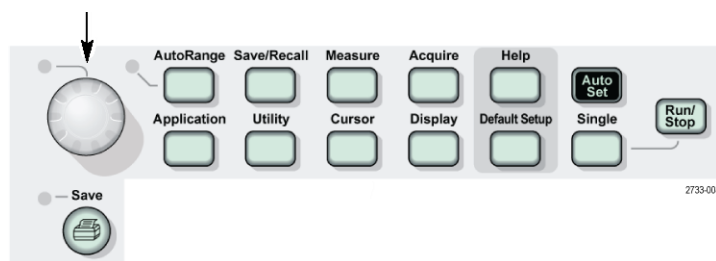 AutoRange Save/Recall Measure Acquire Help
Auto
Set
Run/
Stop
Application Utility Cursor Display Default Setup Single
Save
2733-00